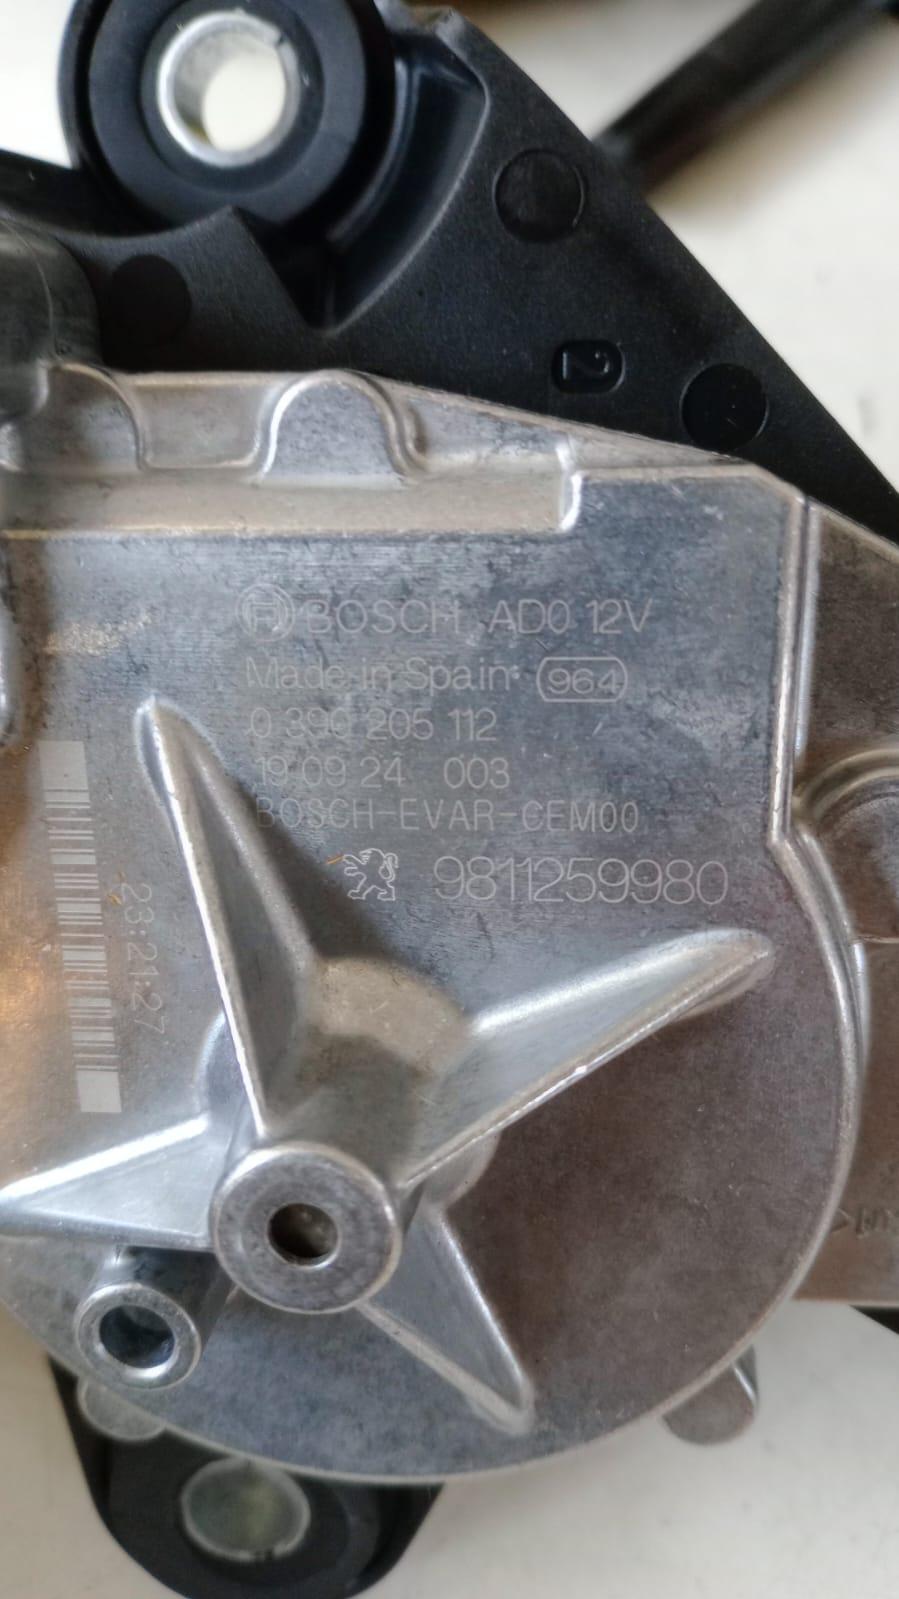 2
BOSCH AD0 12V
Made in Spain 964
0 390 205 112
19 09 24 003
BOSCH-EVAR-CEM00
9811259980
23:21:27